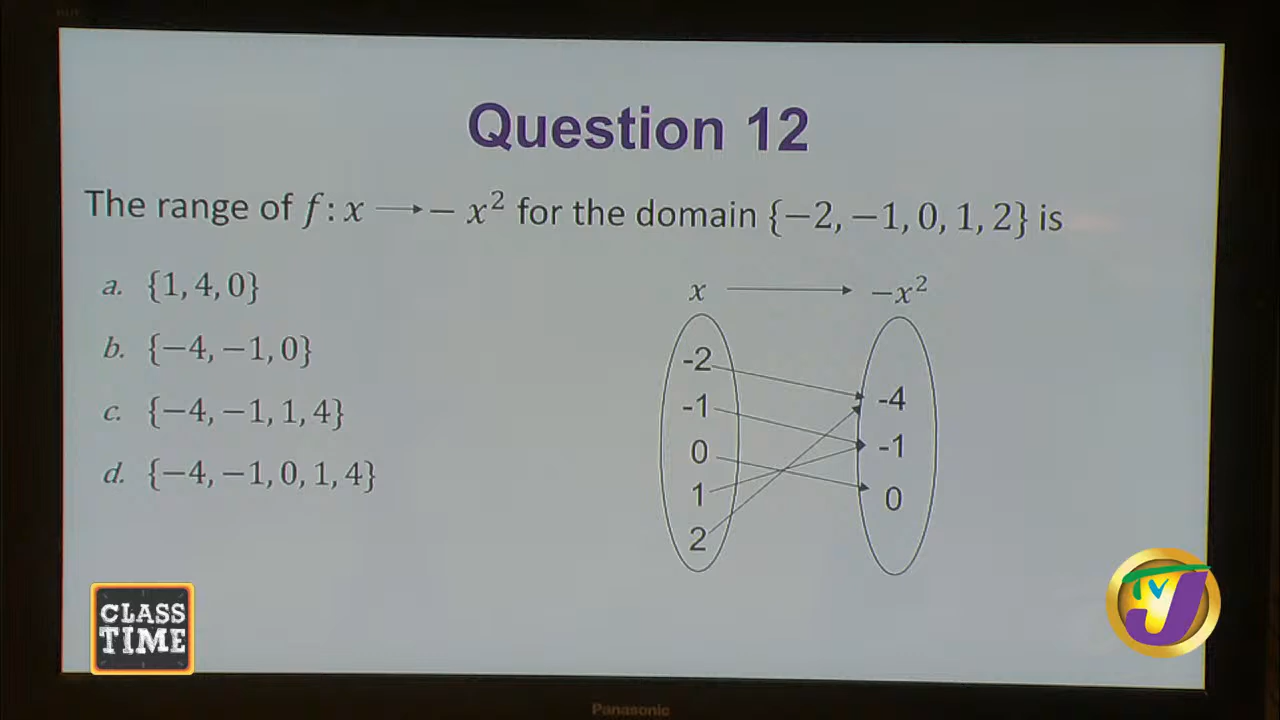 Question 12
The range of f: x ⟶ − x² for the domain {−2, −1, 0, 1, 2} is
a. {1, 4, 0}
b. {−4, −1, 0}
c. {−4, −1, 1, 4}
d. {−4, −1, 0, 1, 4}
x ⟶ −x²
-2
-1
0
1
2
-4
-1
0
CLASS
TIME
TVJ
Panasonic